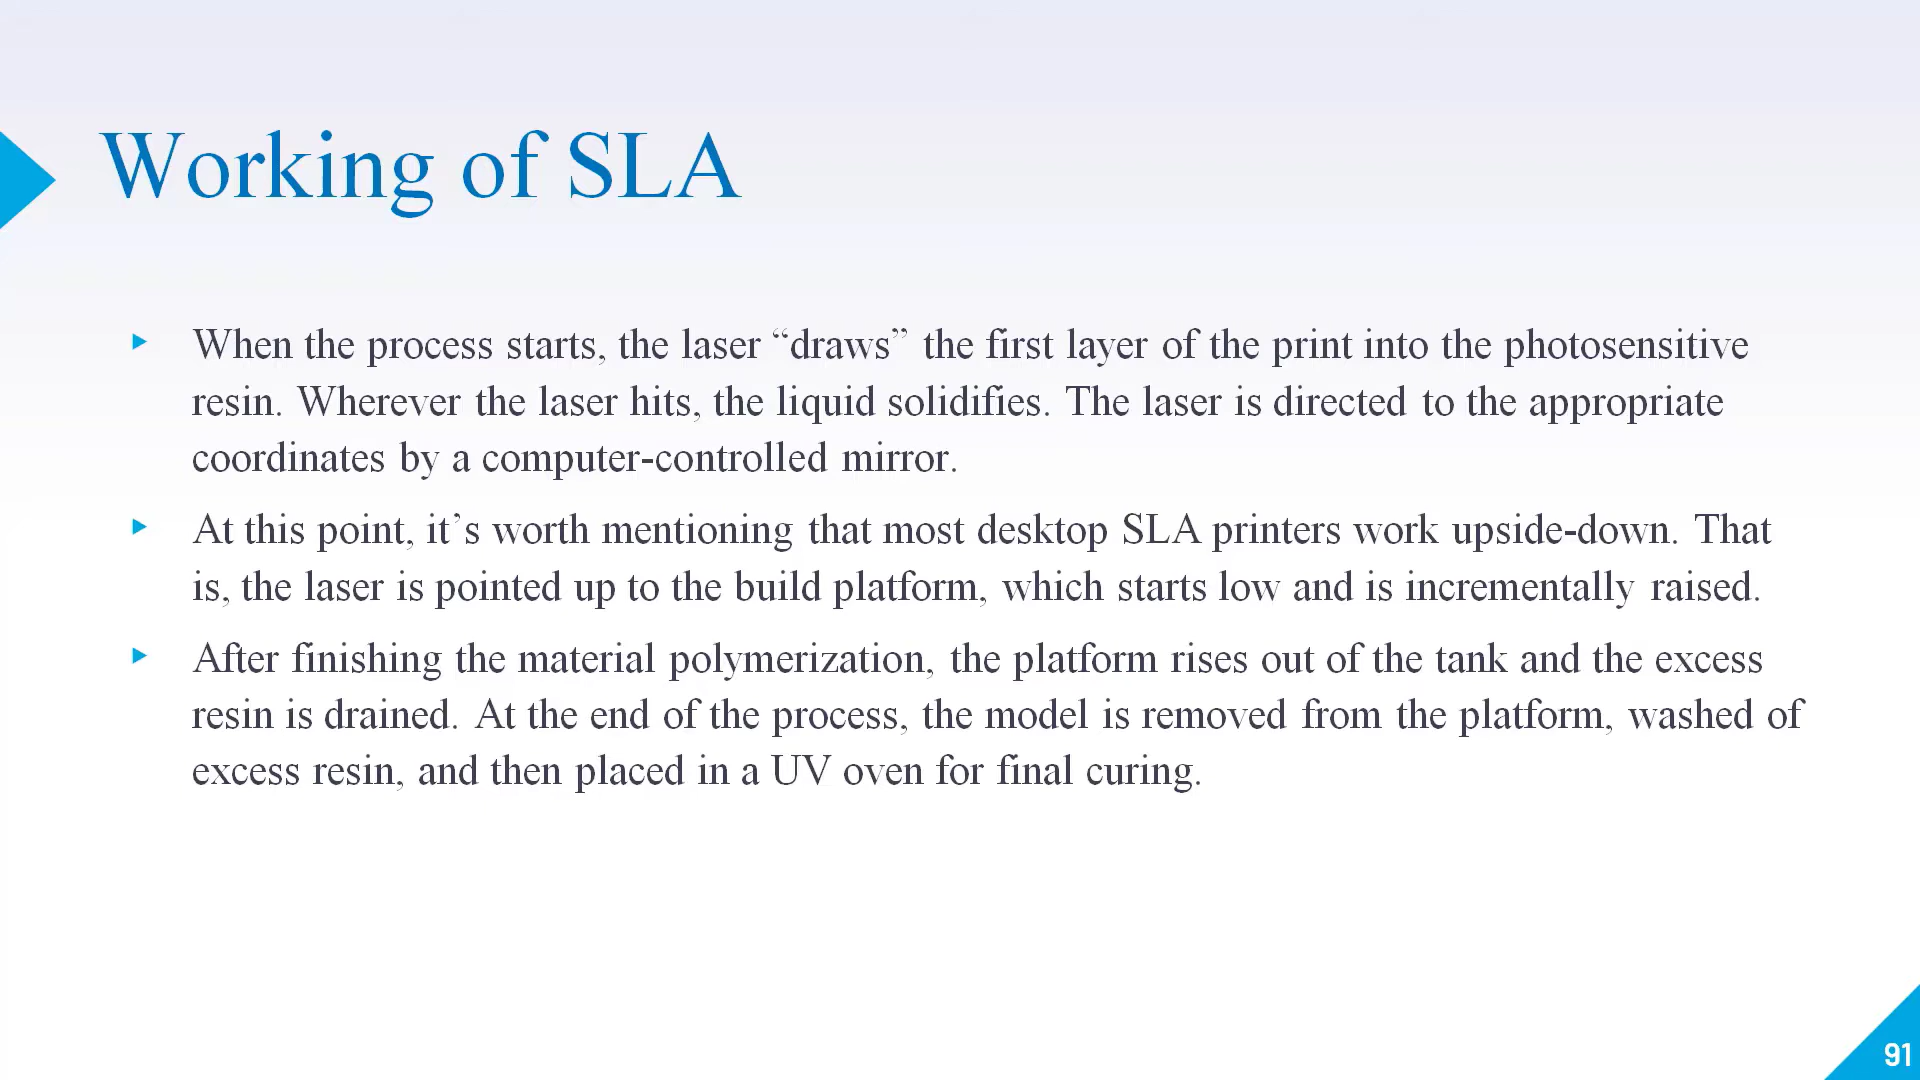 Working of SLA
When the process starts, the laser “draws” the first layer of the print into the photosensitive
resin. Wherever the laser hits, the liquid solidifies. The laser is directed to the appropriate
coordinates by a computer-controlled mirror.
At this point, it’s worth mentioning that most desktop SLA printers work upside-down. That
is, the laser is pointed up to the build platform, which starts low and is incrementally raised.
After finishing the material polymerization, the platform rises out of the tank and the excess
resin is drained. At the end of the process, the model is removed from the platform, washed of
excess resin, and then placed in a UV oven for final curing.
91